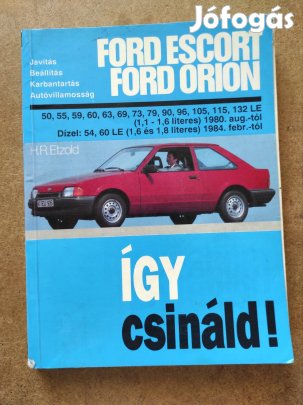 Jófogás
Javítás
Beállítás
Karbantartás
Autóvillamosság
FORD ESCORT
FORD ORION
50, 55, 59, 60, 63, 69, 73, 79, 90, 96, 105, 115, 132 LE
(1,1 - 1,6 literes) 1980. aug.-tól
Dízel: 54, 60 LE (1,6 és 1,8 literes) 1984. febr.-tól
H.R.Etzold
ÍGY
csináld!